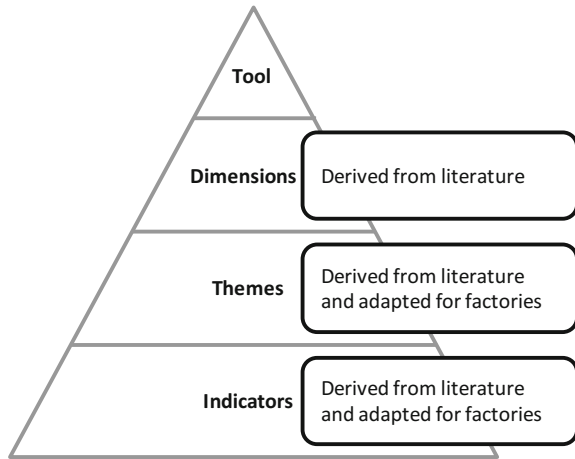 Tool
Dimensions
Derived from literature
Themes
Derived from literature
and adapted for factories
Indicators
Derived from literature
and adapted for factories